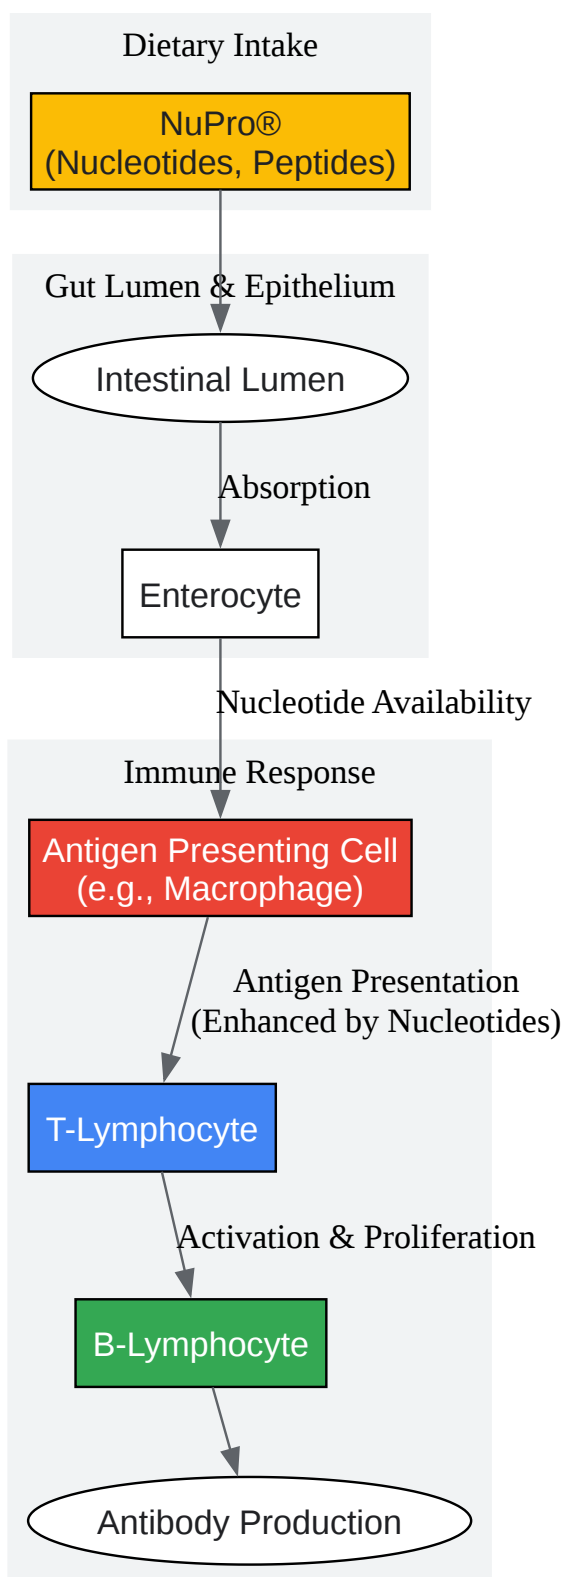 Dietary Intake
NuPro®
(Nucleotides, Peptides)
Gut Lumen & Epithelium
Intestinal Lumen
Absorption
Enterocyte
Nucleotide Availability
Immune Response
Antigen Presenting Cell
(e.g., Macrophage)
Antigen Presentation
(Enhanced by Nucleotides)
T-Lymphocyte
Activation & Proliferation
B-Lymphocyte
Antibody Production